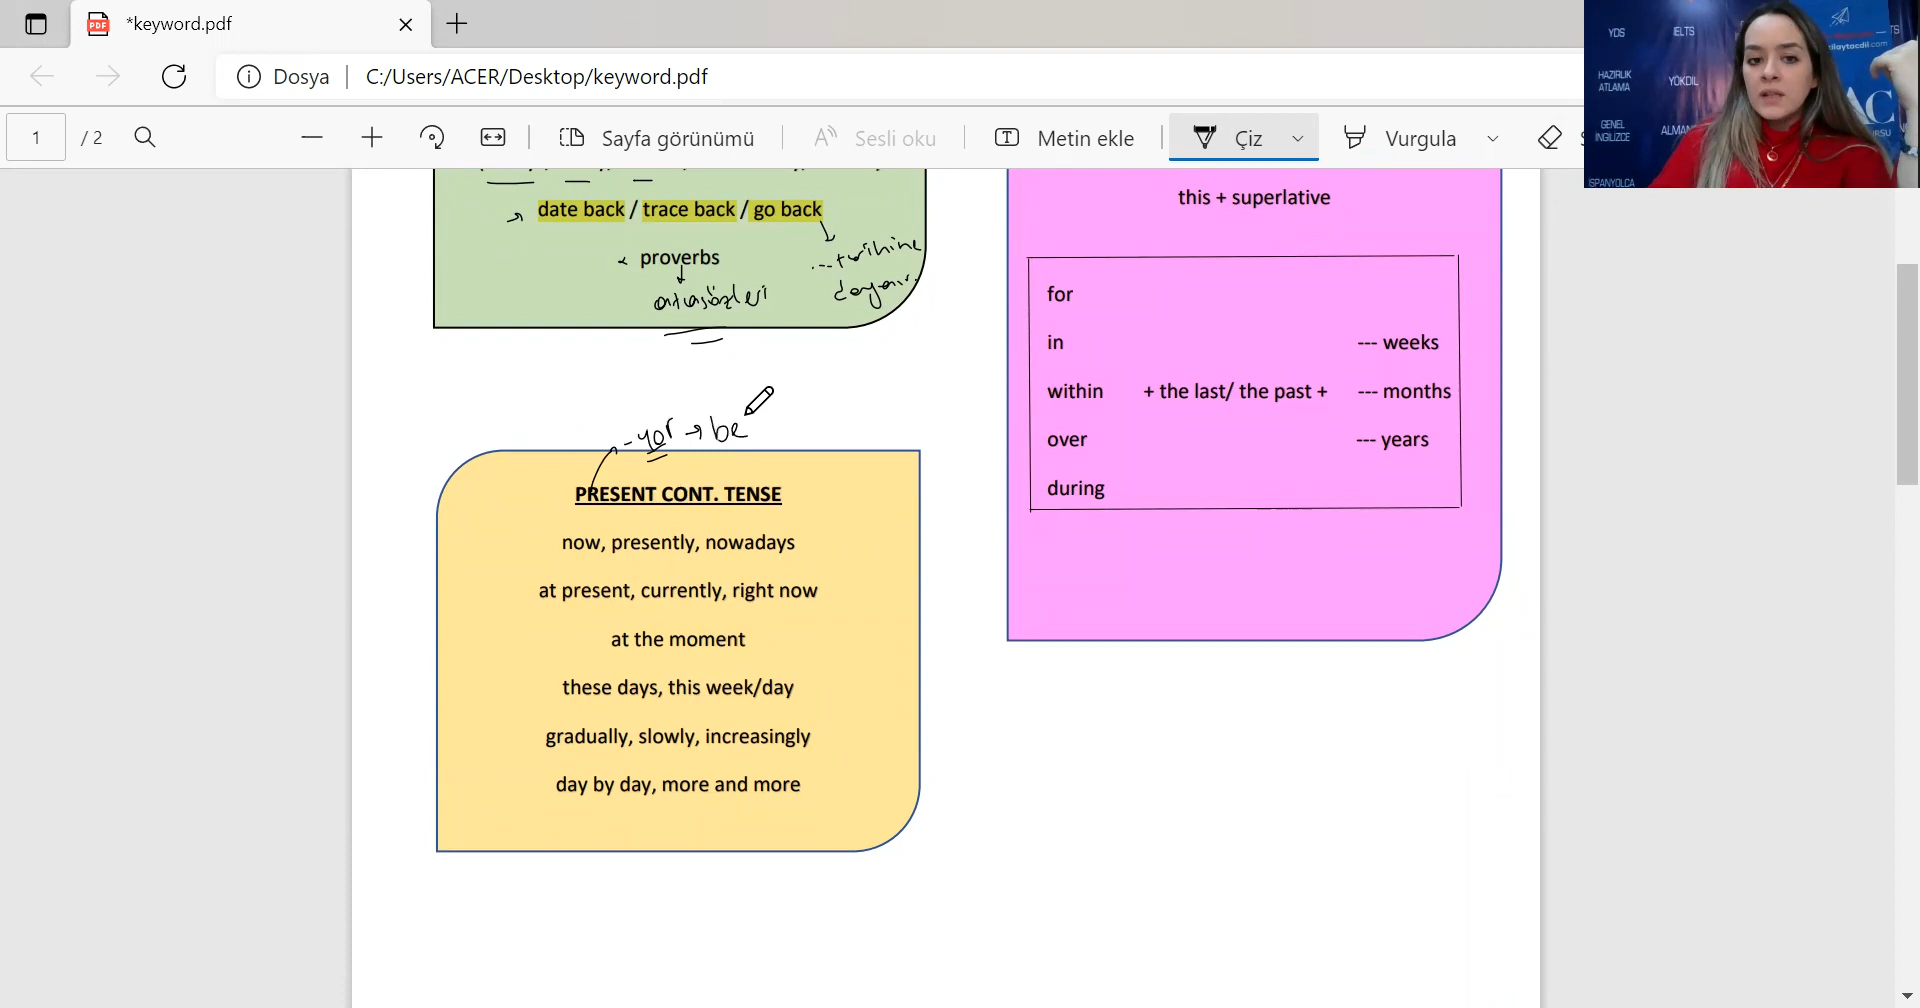 *keyword.pdf
Dosya
C:/Users/ACER/Desktop/keyword.pdf
1 / 2
Sayfa görünümü
Sesli oku
Metin ekle
Çiz
Vurgula
YDS
IELTS
HAZIRLIK
ATLAMA
YÖKDİL
GENEL
İNGİLİZCE
ALMAN
İSPANYOLCA
date back / trace back / go back
... tarihine
dayanır.
proverbs
atasözleri
-yor → be
PRESENT CONT. TENSE
now, presently, nowadays
at present, currently, right now
at the moment
these days, this week/day
gradually, slowly, increasingly
day by day, more and more
this + superlative
for
in --- weeks
within + the last/ the past + --- months
over --- years
during